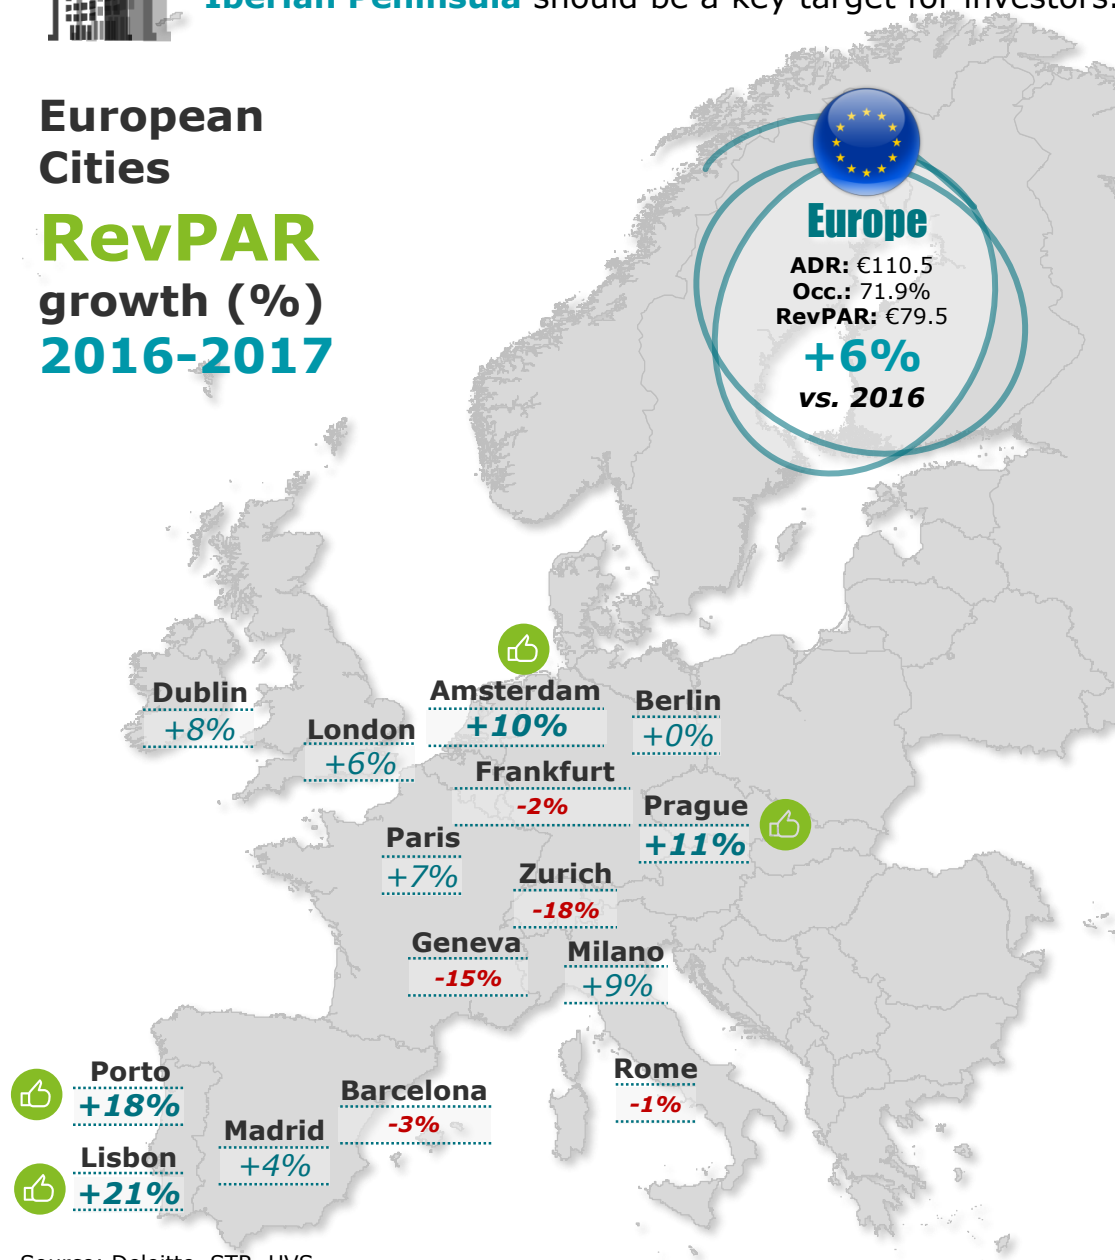 Iberian Peninsula should be a key target for investors.
European
Cities
RevPAR
growth (%)
2016-2017
Europe
ADR: €110.5
Occ.: 71.9%
RevPAR: €79.5
+6%
vs. 2016
Dublin
+8%
London
+6%
Amsterdam
+10%
Berlin
+0%
Frankfurt
-2%
Prague
+11%
Paris
+7%
Zurich
-18%
Geneva
-15%
Milano
+9%
Porto
+18%
Barcelona
-3%
Rome
-1%
Madrid
+4%
Lisbon
+21%
Source: Deloitte, STR, HVS